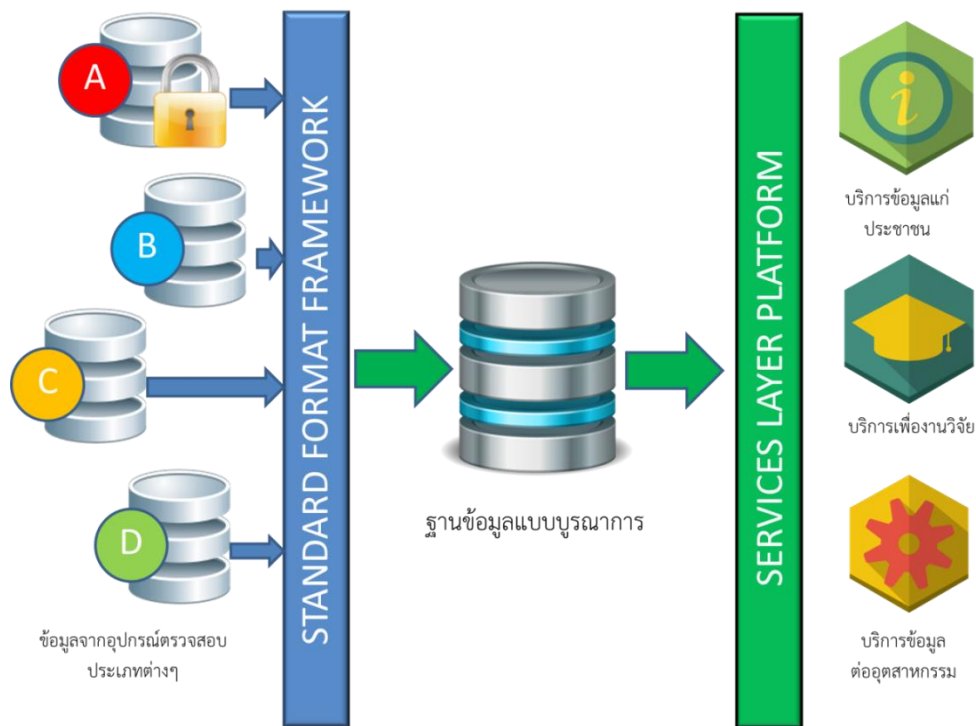 A
B
C
D
ข้อมูลจากอุปกรณ์ตรวจสอบ
ประเภทต่างๆ
STANDARD FORMAT FRAMEWORK
ฐานข้อมูลแบบบูรณาการ
SERVICES LAYER PLATFORM
i
บริการข้อมูลแก่
ประชาชน
บริการเพื่องานวิจัย
บริการข้อมูล
ต่ออุตสาหกรรม